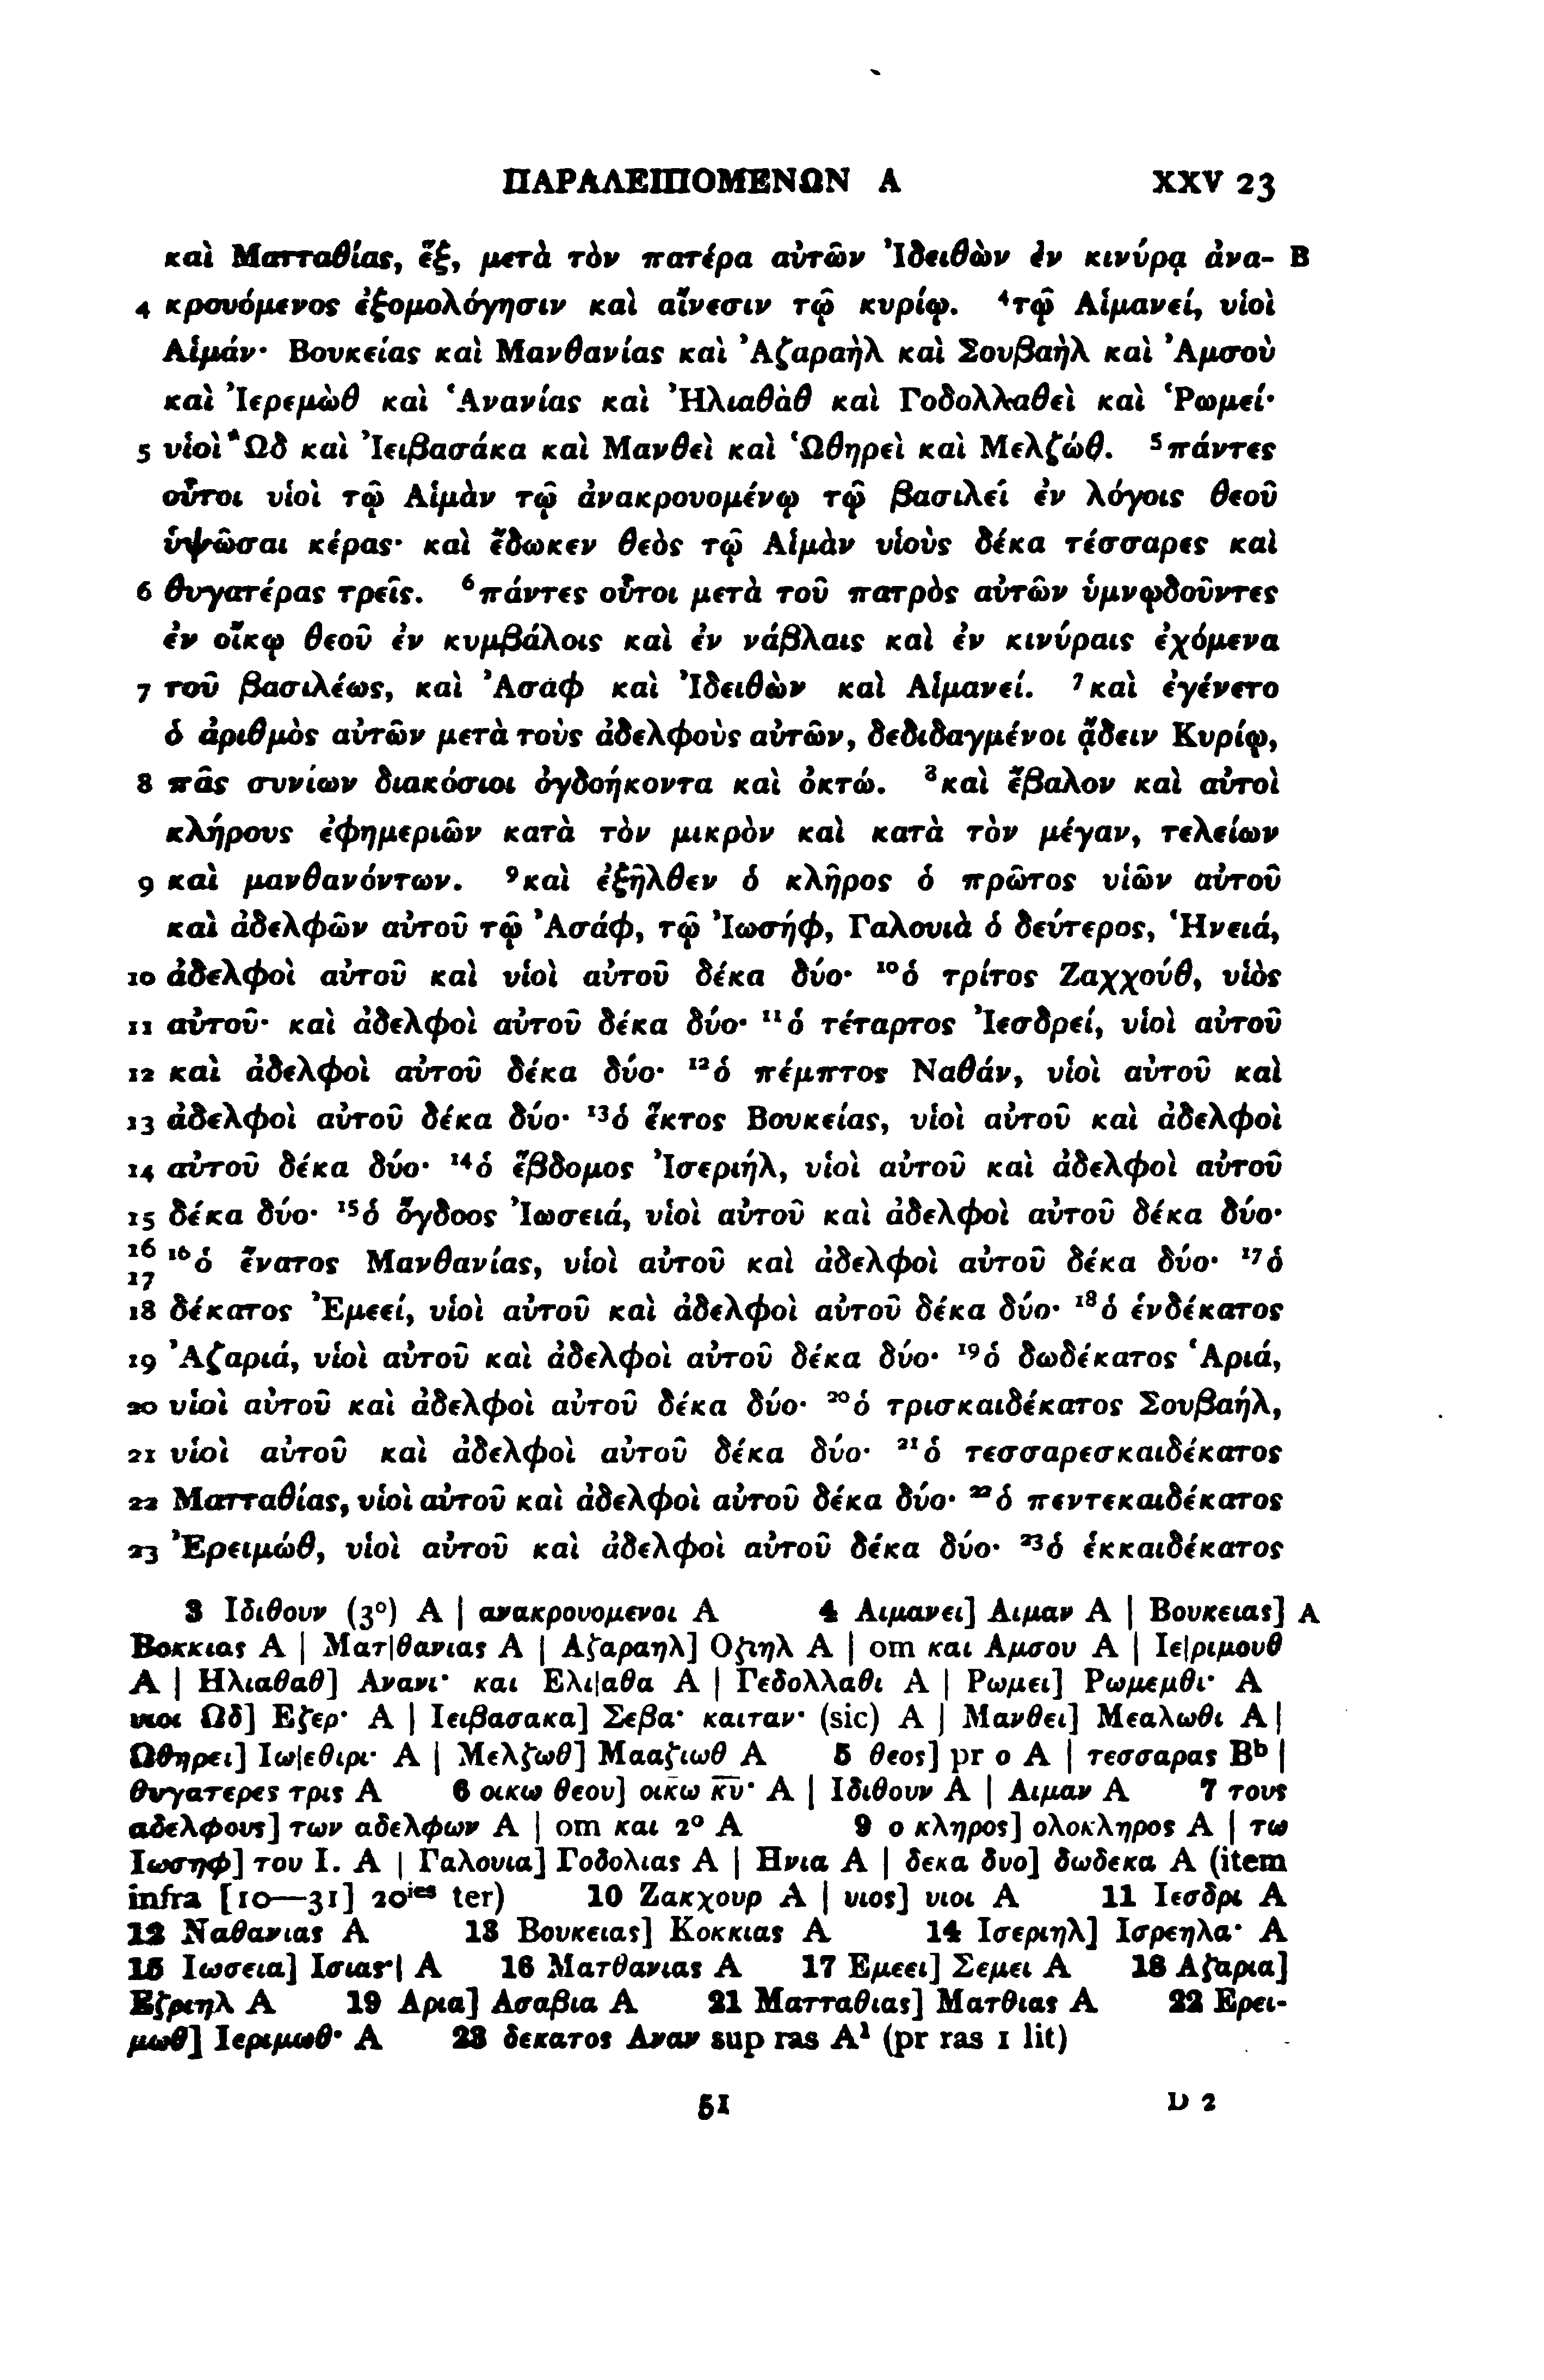 ΠΑΡΑΛΕΙΠΟΜΕΝΩΝ Α XXV 23
καὶ Ματταθίας, ἕξ, μετὰ τὸν πατέρα αὐτῶν Ἰδειθὼν ἐν κινύρᾳ ἀνα- B
4 κρουόμενος ἐξομολόγησιν καὶ αἴνεσιν τῷ κυρίῳ. ⁴τῷ Αἱμανεί, υἱοὶ
Αἱμάν· Βουκείας καὶ Μανθανίας καὶ Ἀζαραὴλ καὶ Σουβαὴλ καὶ Ἀμσοὺ
καὶ Ἰερεμὼθ καὶ Ἁνανίας καὶ Ἠλιαθὰθ καὶ Γοδολλαθεὶ καὶ Ῥωμεί·
5 υἱοὶ Ὢδ καὶ Ἰειβασάκα καὶ Μανθεὶ καὶ Ὡθηρεὶ καὶ Μελζώθ. ⁵πάντες
οὗτοι υἱοὶ τῷ Αἱμὰν τῷ ἀνακρουομένῳ τῷ βασιλεῖ ἐν λόγοις θεοῦ
ὑψῶσαι κέρας· καὶ ἔδωκεν θεὸς τῷ Αἱμὰν υἱοὺς δέκα τέσσαρες καὶ
6 θυγατέρας τρεῖς. ⁶πάντες οὗτοι μετὰ τοῦ πατρὸς αὐτῶν ὑμνῳδοῦντες
ἐν οἴκῳ θεοῦ ἐν κυμβάλοις καὶ ἐν νάβλαις καὶ ἐν κινύραις ἐχόμενα
7 τοῦ βασιλέως, καὶ Ἀσὰφ καὶ Ἰδειθὼν καὶ Αἱμανεί. ⁷καὶ ἐγένετο
ὁ ἀριθμὸς αὐτῶν μετὰ τοὺς ἀδελφοὺς αὐτῶν, δεδιδαγμένοι ᾄδειν Κυρίῳ,
8 πᾶς συνίων διακόσιοι ὀγδοήκοντα καὶ ὀκτώ. ⁸καὶ ἔβαλον καὶ αὐτοὶ
κλήρους ἐφημεριῶν κατὰ τὸν μικρὸν καὶ κατὰ τὸν μέγαν, τελείων
9 καὶ μανθανόντων. ⁹καὶ ἐξῆλθεν ὁ κλῆρος ὁ πρῶτος υἱῶν αὐτοῦ
καὶ ἀδελφῶν αὐτοῦ τῷ Ἀσάφ, τῷ Ἰωσήφ, Γαλουιὰ ὁ δεύτερος, Ἡνειά,
10 ἀδελφοὶ αὐτοῦ καὶ υἱοὶ αὐτοῦ δέκα δύο· ¹⁰ὁ τρίτος Ζαχχούθ, υἱὸς
11 αὐτοῦ· καὶ ἀδελφοὶ αὐτοῦ δέκα δύο· ¹¹ὁ τέταρτος Ἰεσδρεί, υἱοὶ αὐτοῦ
12 καὶ ἀδελφοὶ αὐτοῦ δέκα δύο· ¹²ὁ πέμπτος Ναθάν, υἱοὶ αὐτοῦ καὶ
13 ἀδελφοὶ αὐτοῦ δέκα δύο· ¹³ὁ ἕκτος Βουκείας, υἱοὶ αὐτοῦ καὶ ἀδελφοὶ
14 αὐτοῦ δέκα δύο· ¹⁴ὁ ἕβδομος Ἰσεριήλ, υἱοὶ αὐτοῦ καὶ ἀδελφοὶ αὐτοῦ
15 δέκα δύο· ¹⁵ὁ ὄγδοος Ἰωσειά, υἱοὶ αὐτοῦ καὶ ἀδελφοὶ αὐτοῦ δέκα δύο·
16 17 ¹⁶ὁ ἔνατος Μανθανίας, υἱοὶ αὐτοῦ καὶ ἀδελφοὶ αὐτοῦ δέκα δύο· ¹⁷ὁ
18 δέκατος Ἐμεεί, υἱοὶ αὐτοῦ καὶ ἀδελφοὶ αὐτοῦ δέκα δύο· ¹⁸ὁ ἑνδέκατος
19 Ἀζαριά, υἱοὶ αὐτοῦ καὶ ἀδελφοὶ αὐτοῦ δέκα δύο· ¹⁹ὁ δωδέκατος Ἁριά,
20 υἱοὶ αὐτοῦ καὶ ἀδελφοὶ αὐτοῦ δέκα δύο· ²⁰ὁ τρισκαιδέκατος Σουβαήλ,
21 υἱοὶ αὐτοῦ καὶ ἀδελφοὶ αὐτοῦ δέκα δύο· ²¹ὁ τεσσαρεσκαιδέκατος
22 Ματταθίας, υἱοὶ αὐτοῦ καὶ ἀδελφοὶ αὐτοῦ δέκα δύο· ²²ὁ πεντεκαιδέκατος
23 Ἐρειμώθ, υἱοὶ αὐτοῦ καὶ ἀδελφοὶ αὐτοῦ δέκα δύο· ²³ὁ ἑκκαιδέκατος
3 Ιδιθουν (3º) A | ανακρουομενοι A 4 Αιμανει] Αιμαν A | Βουκειας] A
Βοκκιας A | Ματ|θανιας A | Αζαραηλ] Οζιηλ A | om και Αμσου A | Ιε|ριμουθ
A | Ηλιαθαθ] Ανανι· και Ελι|αθα A | Γεδολλαθι A | Ρωμει] Ρωμεμθι· A
υιοι Ωδ] Εζερ· A | Ιειβασακα] Σεβα· καιταν· (sic) A | Μανθει] Μεαλωθι A |
Ωθηρει] Ιω|εθιρι· A | Μελζωθ] Μααζιωθ A 5 θεος] pr ο A | τεσσαρας Bᵇ |
θυγατερες τρις A 6 οικω θεου] οικω κ̅υ̅· A | Ιδιθουν A | Αιμαν A 7 τους
αδελφους] των αδελφων A | om και 2º A 9 ο κληρος] ολοκληρος A | τω
Ιωσηφ] του Ι. A | Γαλουια] Γοδολιας A | Ηνια A | δεκα δυο] δωδεκα A (item
infra [10—31] 20ⁱᵉˢ ter) 10 Ζακχουρ A | υιος] υιοι A 11 Ιεσδρι A
12 Ναθανιας A 13 Βουκειας] Κοκκιας A 14 Ισεριηλ] Ισρεηλα· A
15 Ιωσεια] Ισιας·| A 16 Ματθανιας A 17 Εμεει] Σεμει A 18 Αζαρια]
Εζριηλ A 19 Αρια] Ασαβια A 21 Ματταθιας] Ματθιας A 22 Ερει-
μωθ] Ιεριμωθ· A 23 δεκατος Αναν sup ras A¹ (pr ras 1 lit)
51 D 2